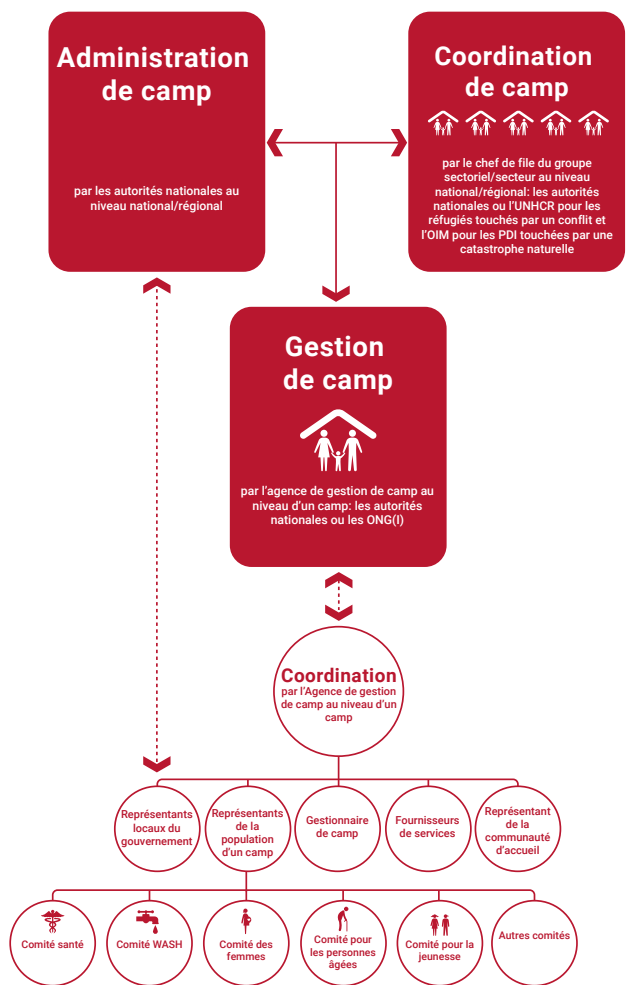 Administration
de camp
par les autorités nationales au
niveau national/régional
Coordination
de camp
par le chef de file du groupe
sectoriel/secteur au niveau
national/régional: les autorités
nationales ou l'UNHCR pour les
réfugiés touchés par un conflit et
l'OIM pour les PDI touchées par une
catastrophe naturelle
Gestion
de camp
par l'agence de gestion de camp au
niveau d'un camp: les autorités
nationales ou les ONG(I)
Coordination
par l'Agence de gestion
de camp au niveau d'un
camp
Représentants
locaux du
gouvernement
Représentants
de la
population
d'un camp
Gestionnaire
de camp
Fournisseurs
de services
Représentant
de la
communauté
d'accueil
Comité santé
Comité WASH
Comité des
femmes
Comité pour
les personnes
âgées
Comité pour la
jeunesse
Autres comités